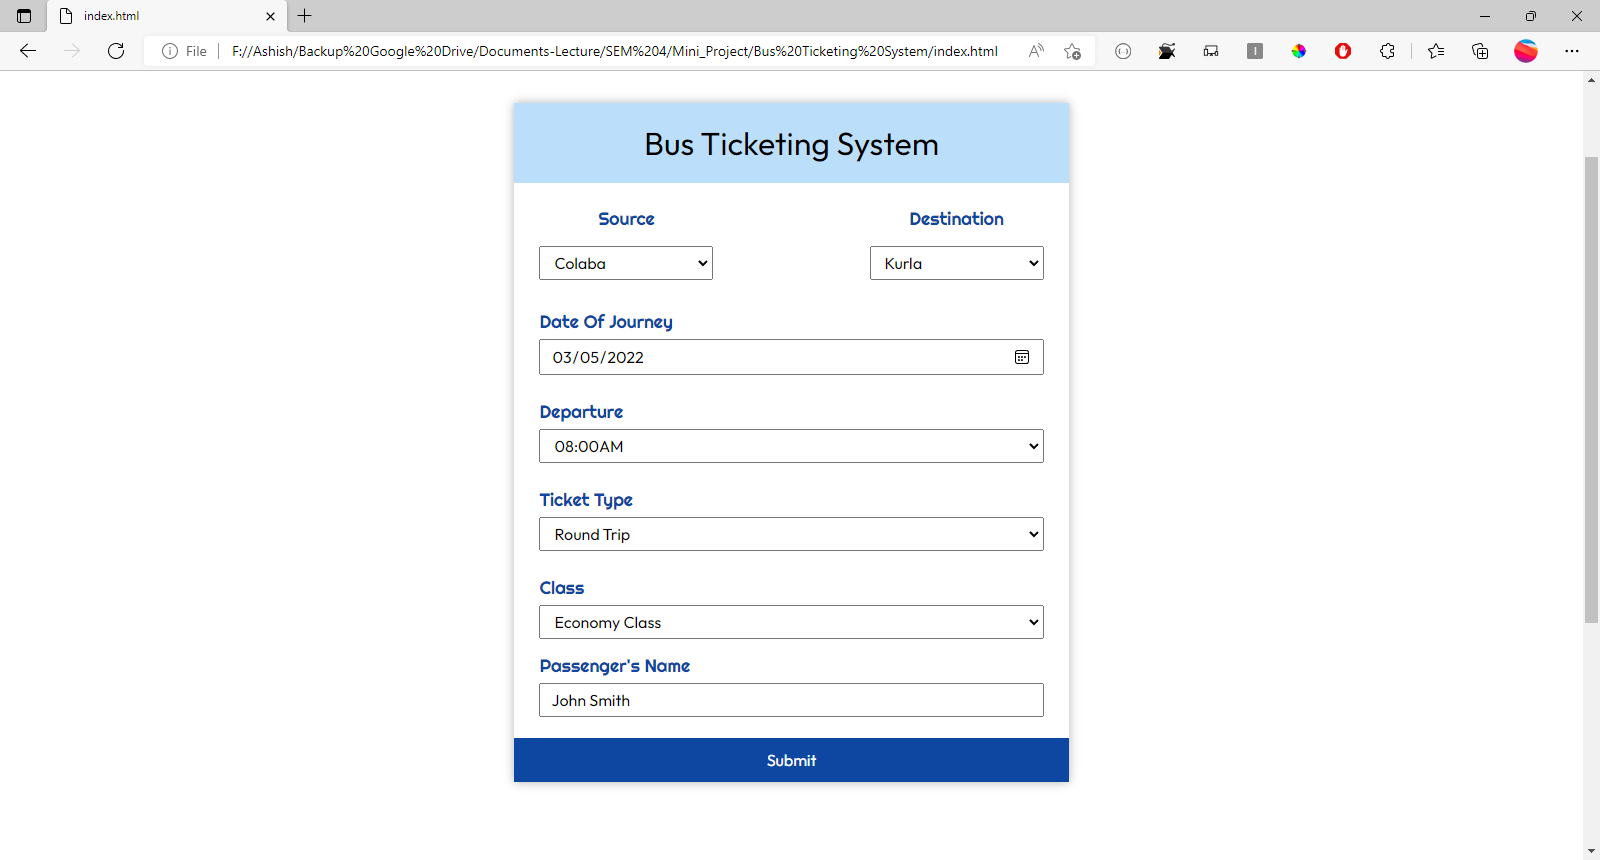 index.html
File
F://Ashish/Backup%20Google%20Drive/Documents-Lecture/SEM%204/Mini_Project/Bus%20Ticketing%20System/index.html
Bus Ticketing System
Source Destination
Colaba Kurla
Date Of Journey
03/05/2022
Departure
08:00AM
Ticket Type
Round Trip
Class
Economy Class
Passenger's Name
John Smith
Submit